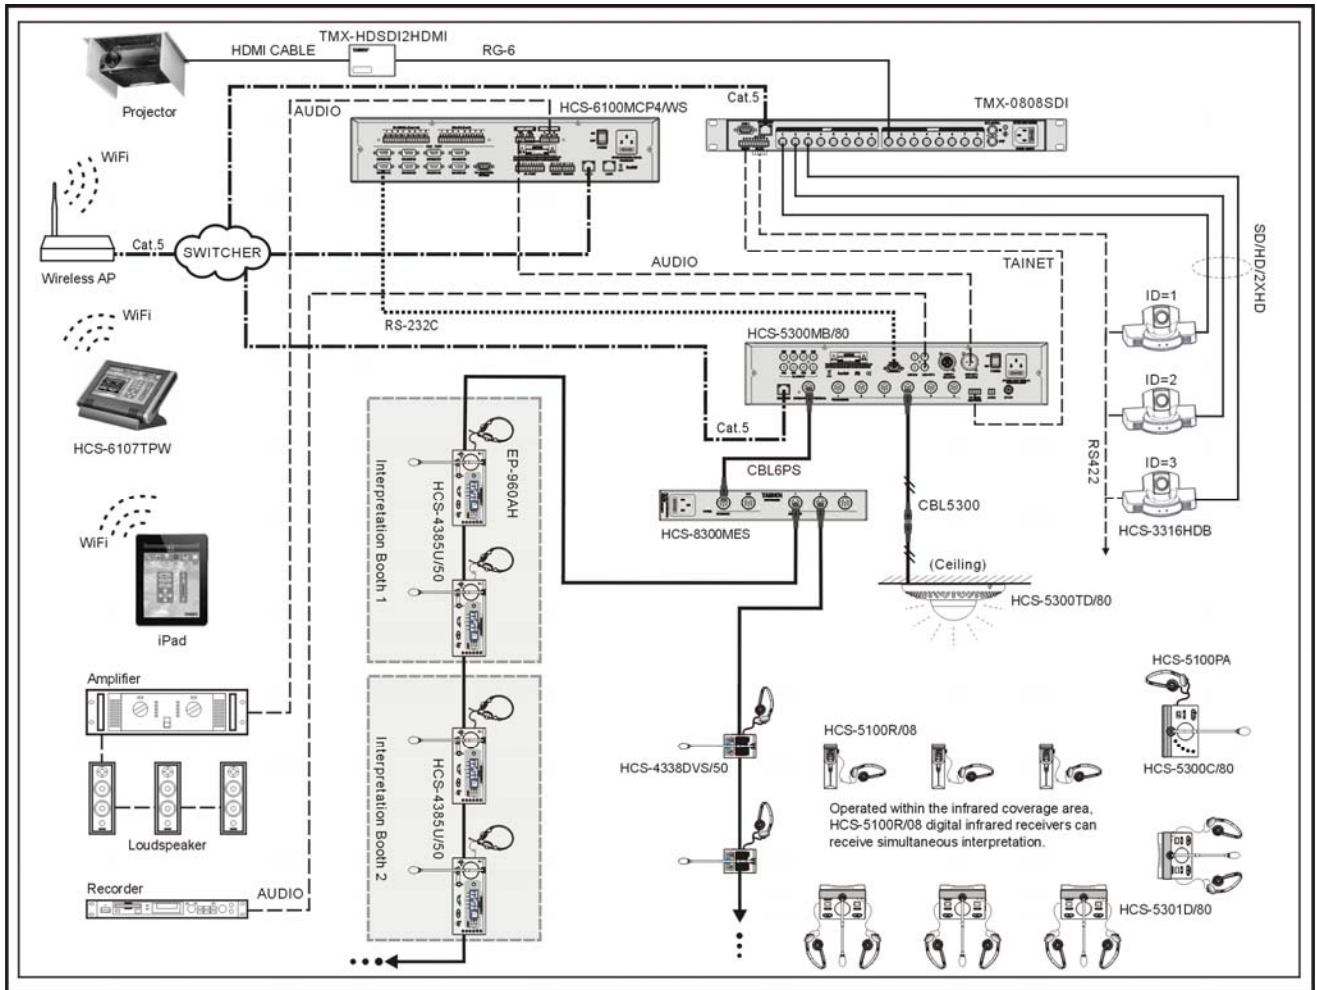 TMX-HDSDI2HDMI
HDMI CABLE
RG-6
Projector
AUDIO
HCS-6100MCP4/WS
Cat.5
TMX-0808SDI
WiFi
Cat.5
SWITCHER
Wireless AP
AUDIO
TAINET
SD/HD/2XHD
WiFi
RS-232C
HCS-5300MB/80
ID=1
ID=2
ID=3
HCS-6107TPW
Cat.5
RS422
CBL6PS
CBL5300
HCS-3316HDB
HCS-8300MES
EP-960AH
HCS-4385U/50
Interpretation Booth 1
WiFi
iPad
(Ceiling)
HCS-5300TD/80
Amplifier
HCS-5100PA
HCS-4385U/50
Interpretation Booth 2
HCS-5100R/08
HCS-4338DVS/50
HCS-5300C/80
Operated within the infrared coverage area,
HCS-5100R/08 digital infrared receivers can
receive simultaneous interpretation.
Loudspeaker
Recorder
AUDIO
HCS-5301D/80